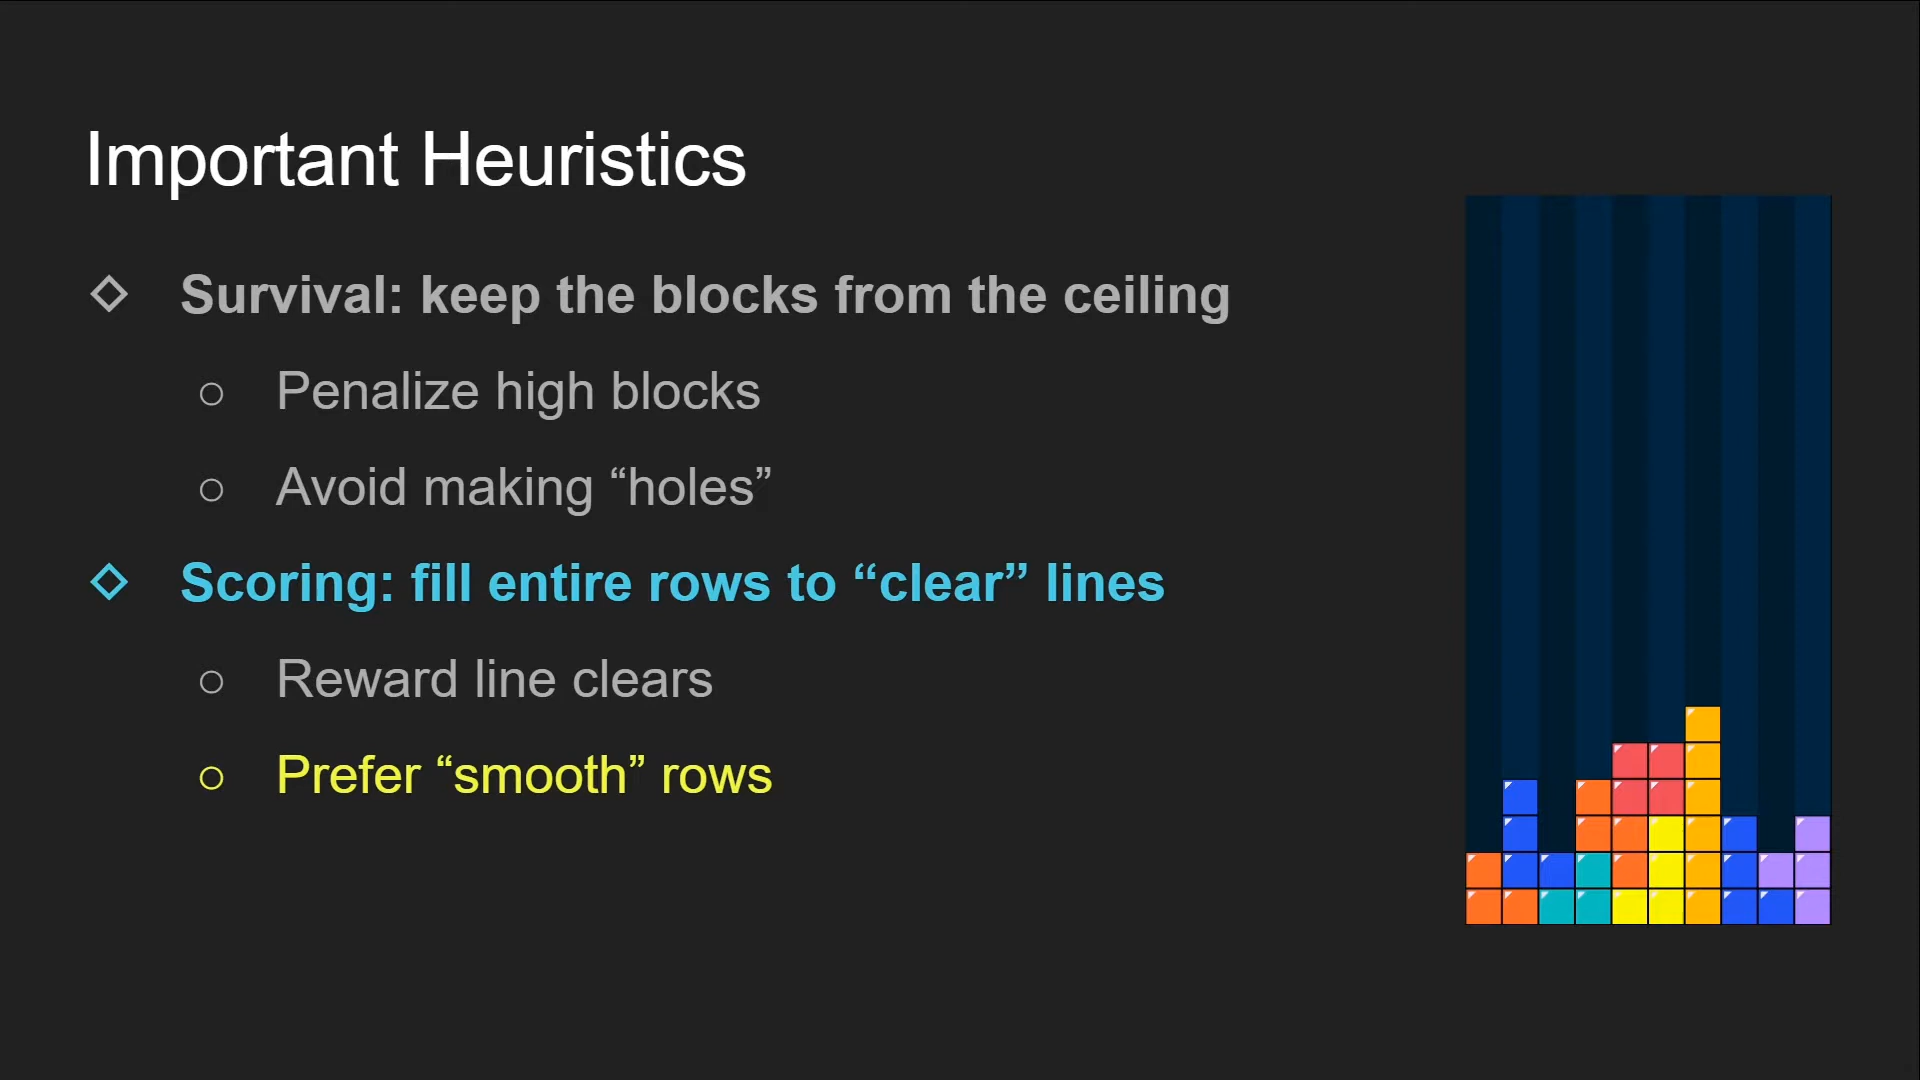 Important Heuristics
Survival: keep the blocks from the ceiling
Penalize high blocks
Avoid making “holes”
Scoring: fill entire rows to “clear” lines
Reward line clears
Prefer “smooth” rows